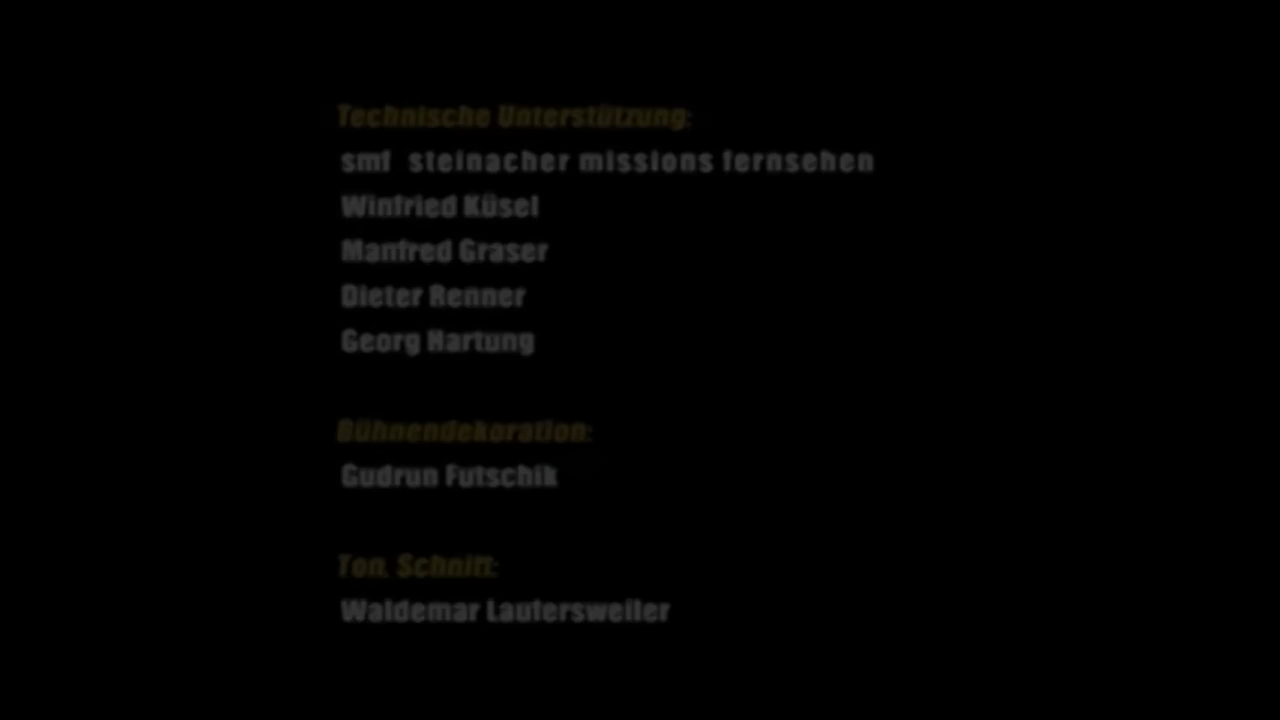 Technische Unterstützung:
smf steinacher missions fernsehen
Winfried Küsel
Manfred Graser
Dieter Renner
Georg Hartung
Bühnendekoration:
Gudrun Futschik
Ton, Schnitt:
Waldemar Laufersweiler